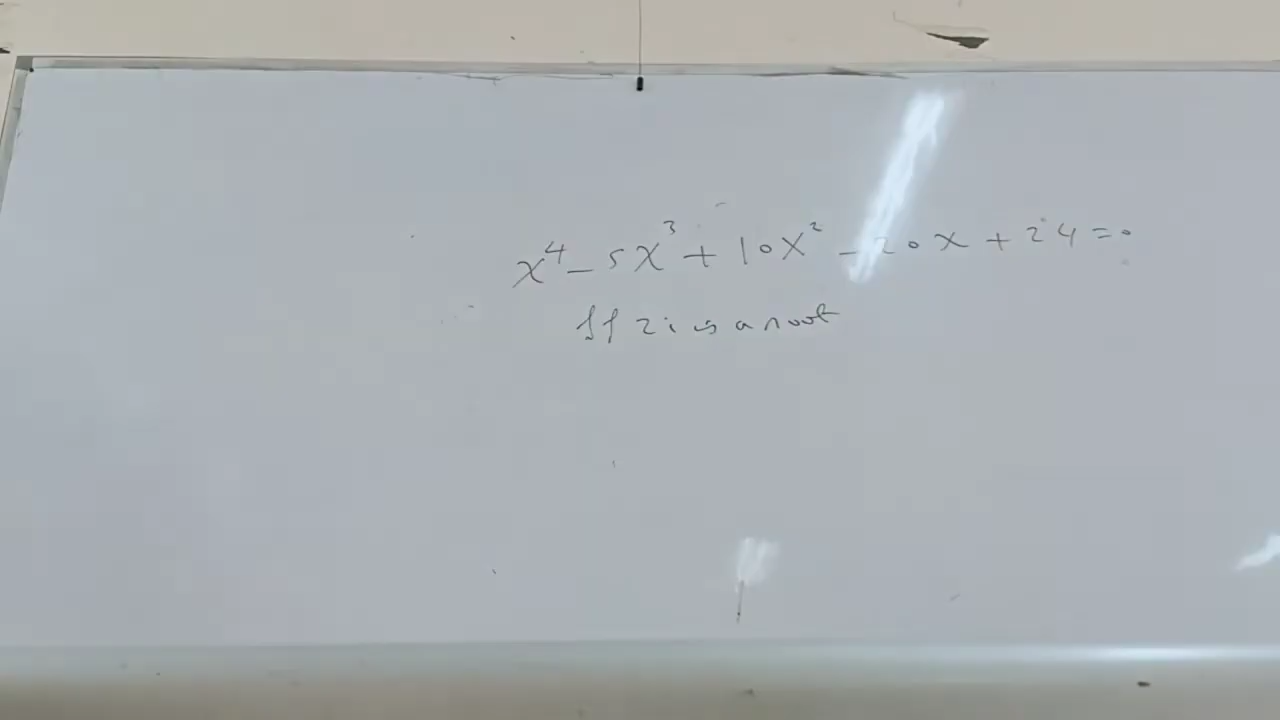 x⁴ - 5x³ + 10x² - 20x + 24 = 0
If 2i is a root